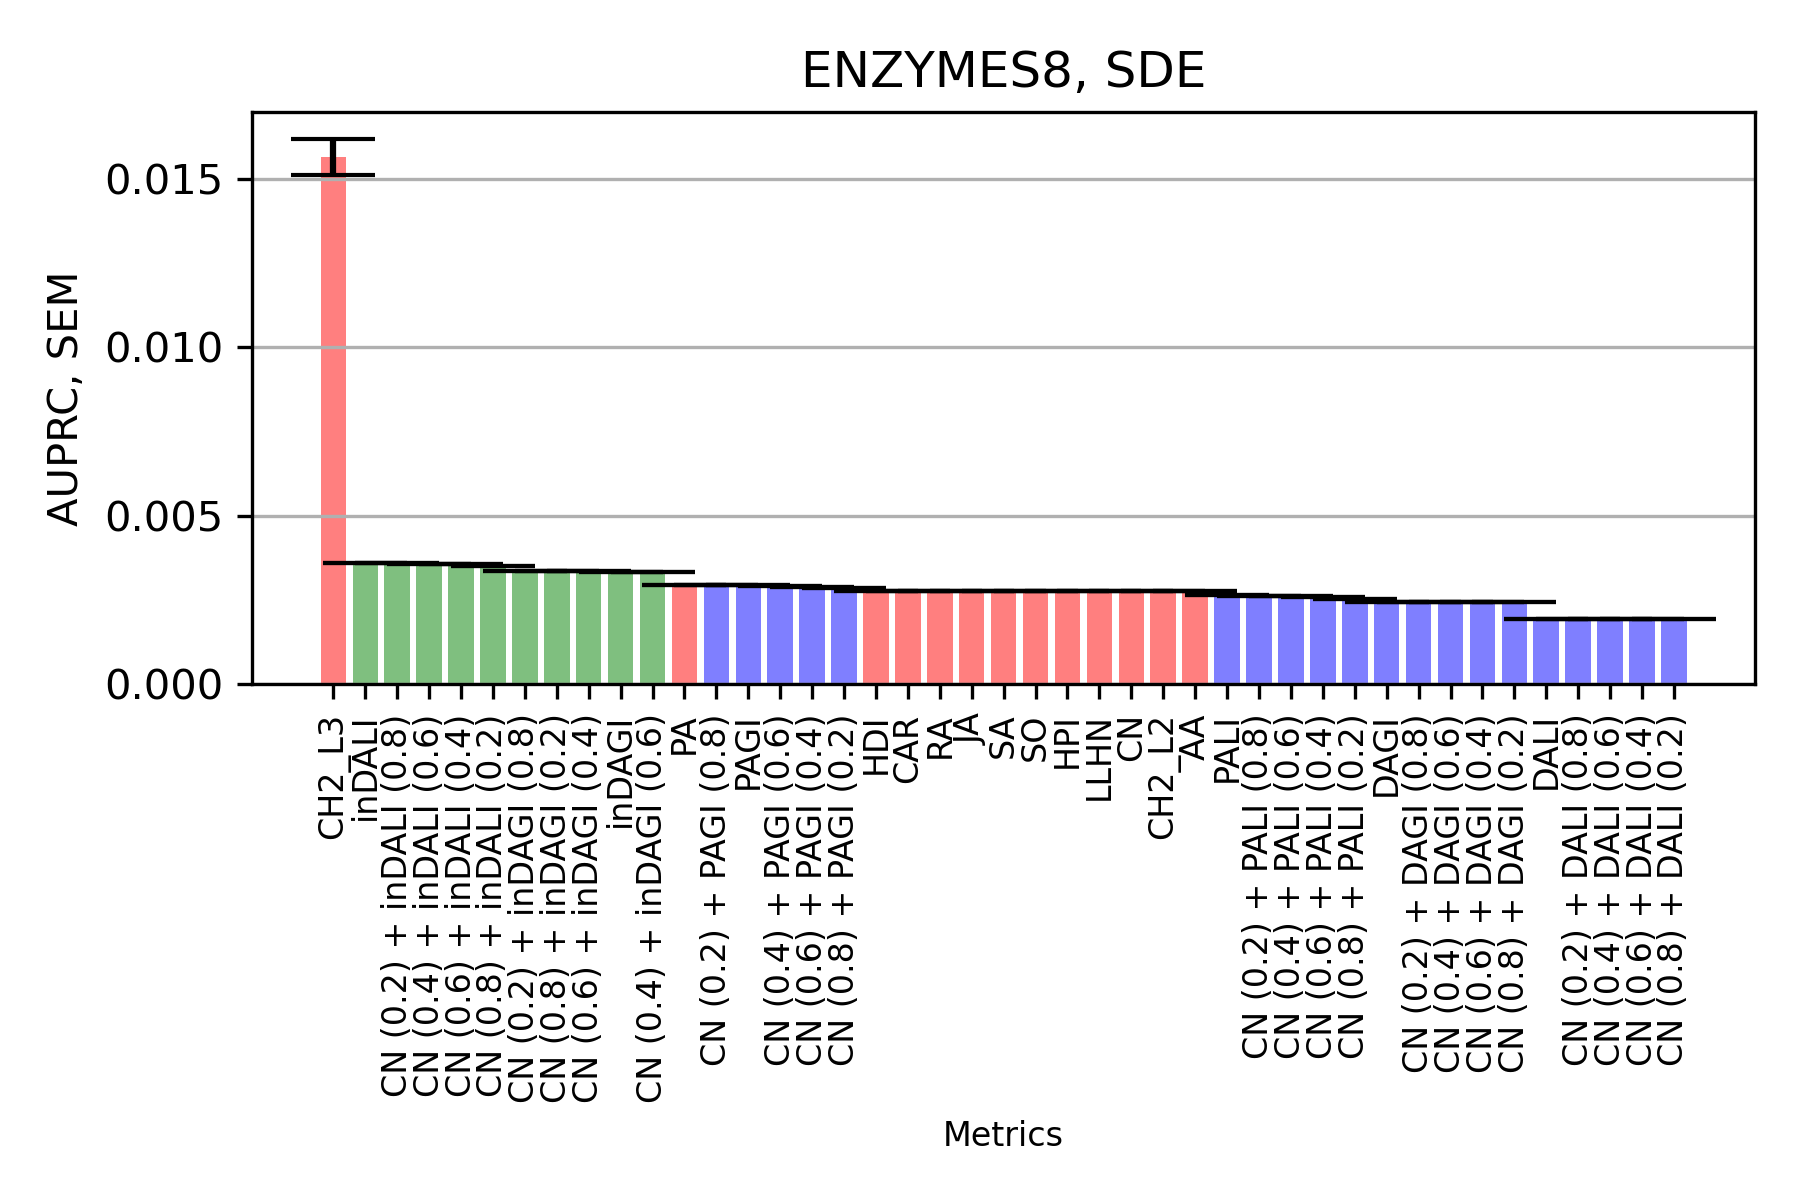 ENZYMES8, SDE
AUPRC, SEM
0.015
0.010
0.005
0.000
CH2_L3
inDALI
CN (0.2) + inDALI (0.8)
CN (0.4) + inDALI (0.6)
CN (0.6) + inDALI (0.4)
CN (0.8) + inDALI (0.2)
CN (0.2) + inDAGI (0.8)
CN (0.8) + inDAGI (0.2)
CN (0.6) + inDAGI (0.4)
inDAGI
CN (0.4) + inDAGI (0.6)
PA
CN (0.2) + PAGI (0.8)
PAGI
CN (0.4) + PAGI (0.6)
CN (0.6) + PAGI (0.4)
CN (0.8) + PAGI (0.2)
HDI
CAR
RA
JA
SA
SO
HPI
LLHN
CN
CH2_L2
_AA
PALI
CN (0.2) + PALI (0.8)
CN (0.4) + PALI (0.6)
CN (0.6) + PALI (0.4)
CN (0.8) + PALI (0.2)
DAGI
CN (0.2) + DAGI (0.8)
CN (0.4) + DAGI (0.6)
CN (0.6) + DAGI (0.4)
CN (0.8) + DAGI (0.2)
DALI
CN (0.2) + DALI (0.8)
CN (0.4) + DALI (0.6)
CN (0.6) + DALI (0.4)
CN (0.8) + DALI (0.2)
Metrics